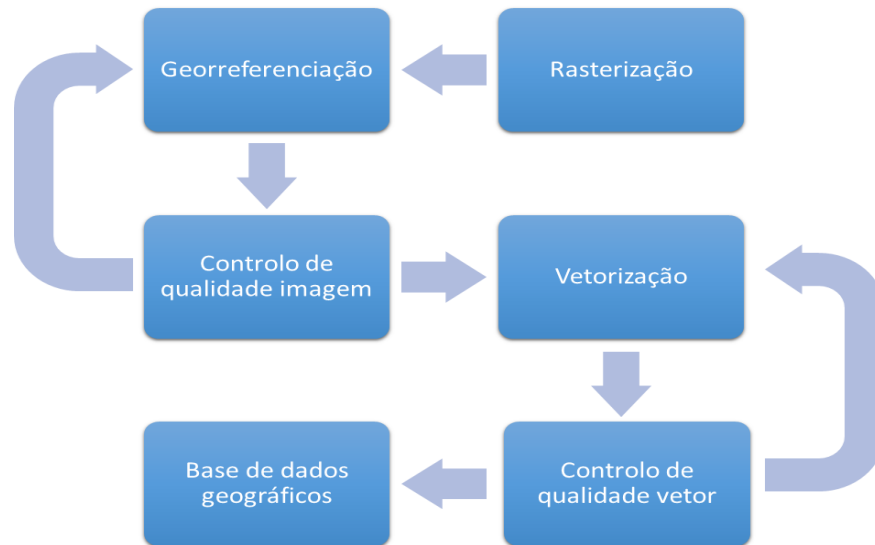 Georreferenciação
Rasterização
Controlo de
qualidade imagem
Vetorização
Base de dados
geográficos
Controlo de
qualidade vetor